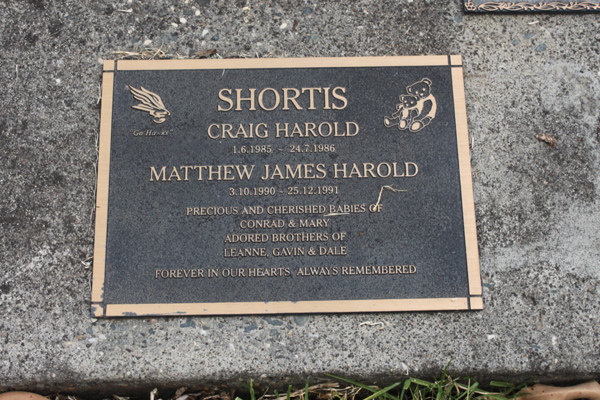 Go Hawks
SHORTIS
CRAIG HAROLD
1.6.1985 - 24.7.1986
MATTHEW JAMES HAROLD
3.10.1990 - 25.12.1991
PRECIOUS AND CHERISHED BABIES OF
CONRAD & MARY
ADORED BROTHERS OF
LEANNE, GAVIN & DALE
FOREVER IN OUR HEARTS, ALWAYS REMEMBERED